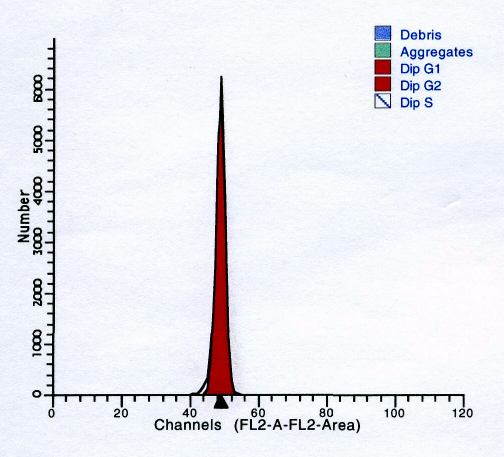 Debris
Aggregates
Dip G1
Dip G2
Dip S
Number
6000
5000
4000
3000
2000
1000
0
0 20 40 60 80 100 120
Channels (FL2-A-FL2-Area)